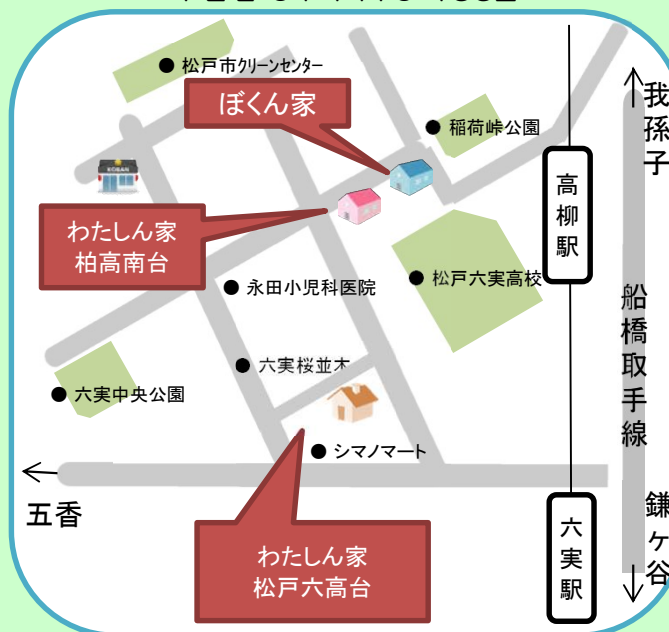 松戸市クリーンセンター
ぼくん家
稲荷峠公園
我孫子
KOBAN
高柳駅
わたしん家
柏高南台
永田小児科医院
松戸六実高校
船橋取手線
六実桜並木
六実中央公園
シマノマート
五香
六実駅
鎌ヶ谷
わたしん家
松戸六高台